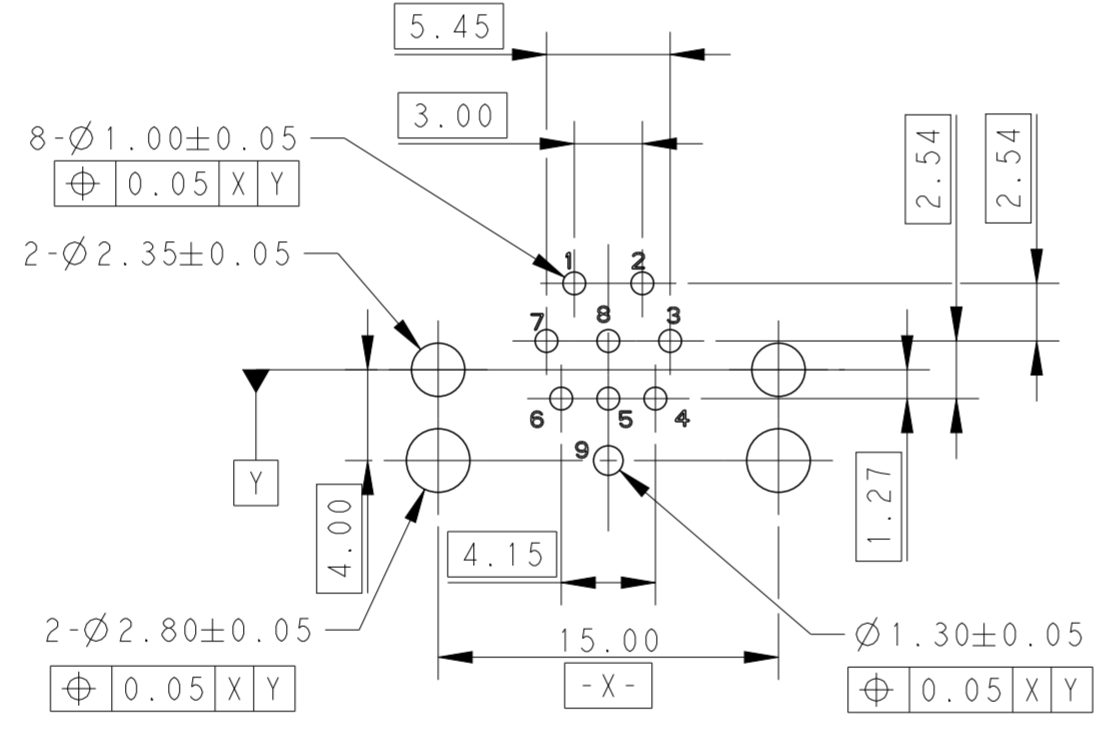 5.45
3.00
2.54
2.54
8-Ø1.00±0.05
⌖ 0.05 X Y
2-Ø2.35±0.05
1 2
7 8 3
6 5 4
9
Y
4.00
1.27
4.15
2-Ø2.80±0.05
⌖ 0.05 X Y
15.00
-X-
Ø1.30±0.05
⌖ 0.05 X Y